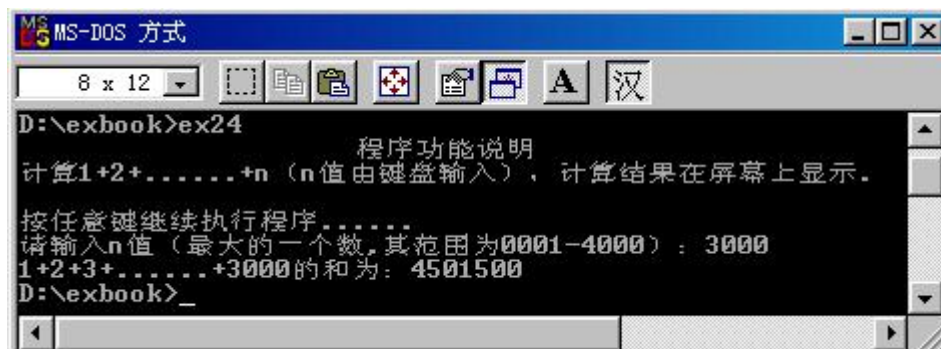 MS-DOS 方式
8 x 12 A 汉
D:\exbook>ex24
程序功能说明
计算1+2+......+n（n值由键盘输入），计算结果在屏幕上显示.
按任意键继续执行程序......
请输入n值（最大的一个数,其范围为0001-4000）：3000
1+2+3+......+3000的和为：4501500
D:\exbook>_